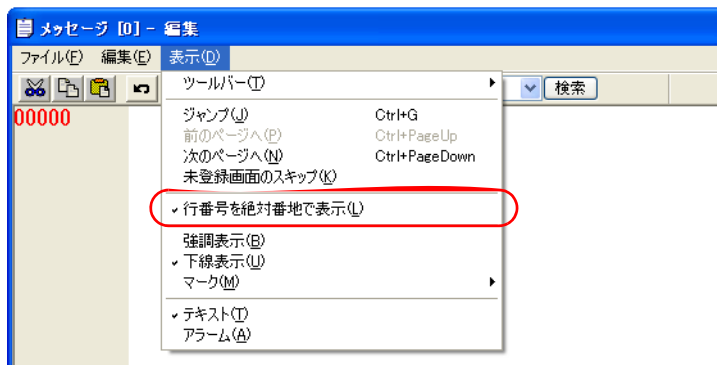 メッセージ [0] - 編集
ファイル(F) 編集(E) 表示(D)
検索
00000
ツールバー(T)
ジャンプ(J) Ctrl+G
前のページへ(P) Ctrl+PageUp
次のページへ(N) Ctrl+PageDown
未登録画面のスキップ(K)
行番号を絶対番地で表示(L)
強調表示(B)
下線表示(U)
マーク(M)
テキスト(T)
アラーム(A)